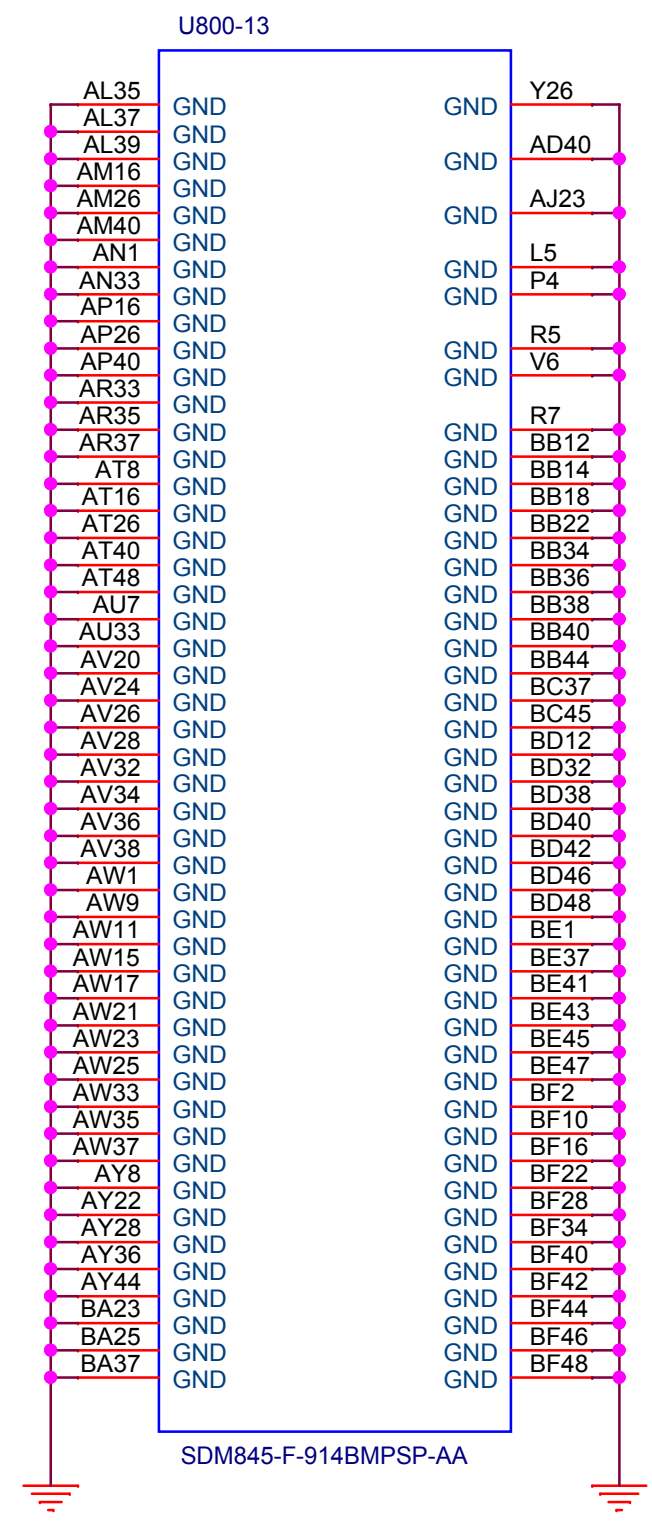 U800-13
AL35 GND GND Y26
AL37 GND
AL39 GND GND AD40
AM16 GND
AM26 GND GND AJ23
AM40 GND
AN1 GND GND L5
AN33 GND GND P4
AP16 GND
AP26 GND GND R5
AP40 GND GND V6
AR33 GND
AR35 GND GND R7
AR37 GND GND BB12
AT8 GND GND BB14
AT16 GND GND BB18
AT26 GND GND BB22
AT40 GND GND BB34
AT48 GND GND BB36
AU7 GND GND BB38
AU33 GND GND BB40
AV20 GND GND BB44
AV24 GND GND BC37
AV26 GND GND BC45
AV28 GND GND BD12
AV32 GND GND BD32
AV34 GND GND BD38
AV36 GND GND BD40
AV38 GND GND BD42
AW1 GND GND BD46
AW9 GND GND BD48
AW11 GND GND BE1
AW15 GND GND BE37
AW17 GND GND BE41
AW21 GND GND BE43
AW23 GND GND BE45
AW25 GND GND BE47
AW33 GND GND BF2
AW35 GND GND BF10
AW37 GND GND BF16
AY8 GND GND BF22
AY22 GND GND BF28
AY28 GND GND BF34
AY36 GND GND BF40
AY44 GND GND BF42
BA23 GND GND BF44
BA25 GND GND BF46
BA37 GND GND BF48
SDM845-F-914BMPSP-AA